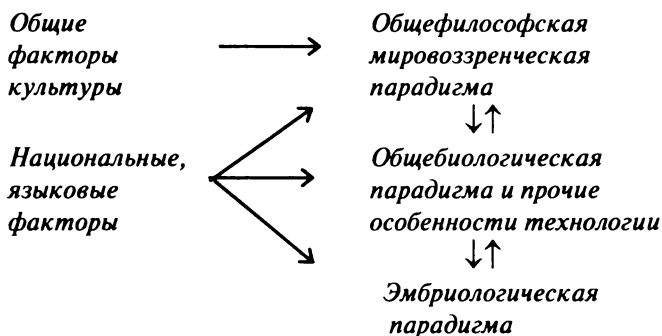 Общие
факторы
культуры
Общефилософская
мировоззренческая
парадигма
Национальные,
языковые
факторы
Общебиологическая
парадигма и прочие
особенности технологии
Эмбриологическая
парадигма